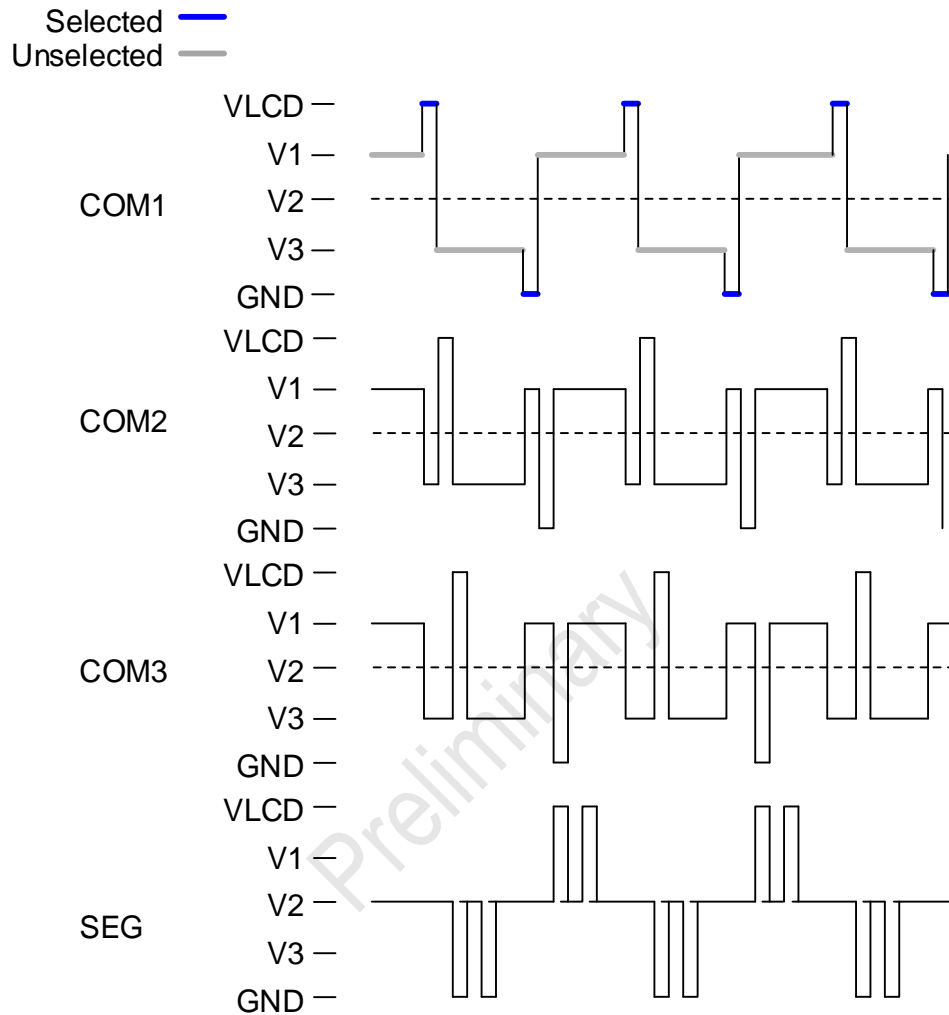 Selected
Unselected
VLCD
V1
COM1
V2
V3
GND
VLCD
V1
COM2
V2
V3
GND
VLCD
V1
COM3
V2
V3
GND
VLCD
V1
V2
SEG
V3
GND
Preliminary